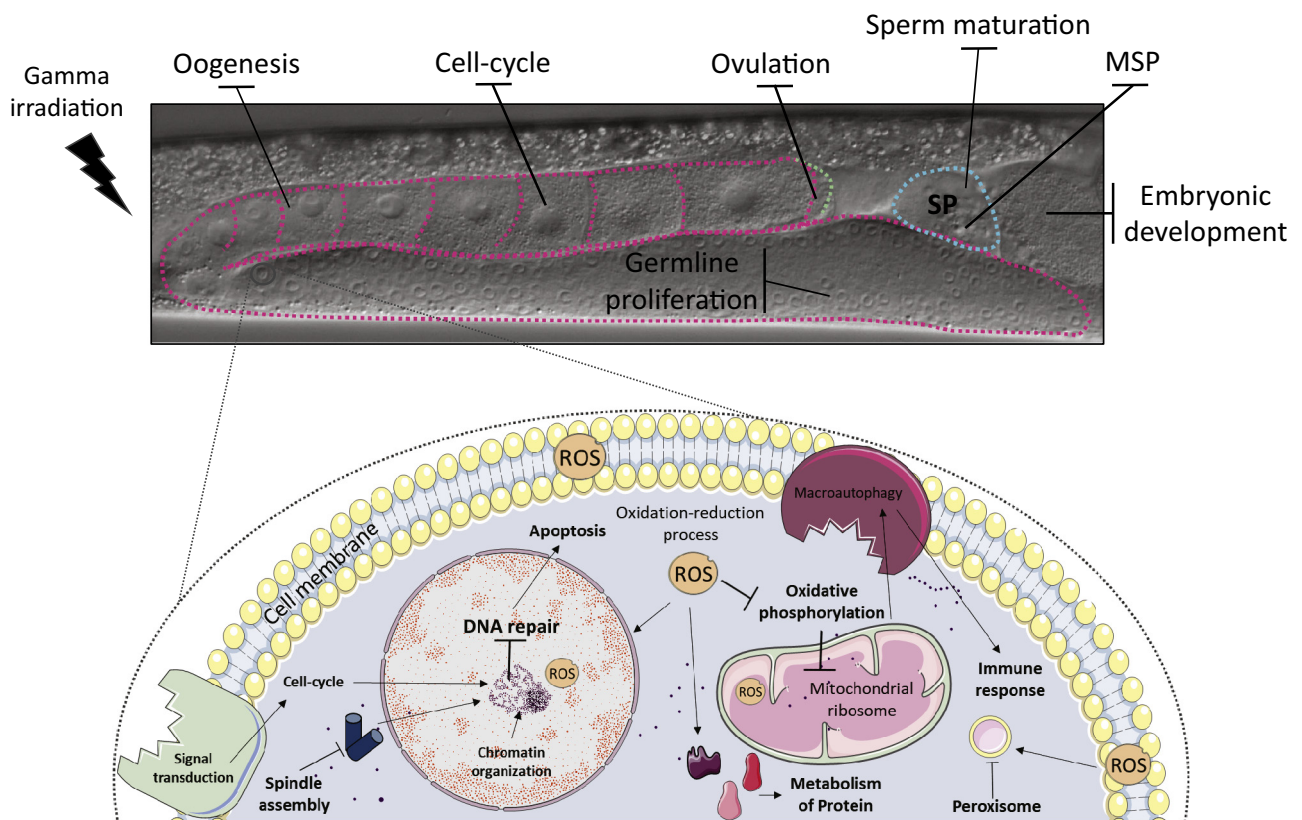 Sperm maturation
Gamma
irradiation
Oogenesis
Cell-cycle
Ovulation
MSP
SP
Embryonic
development
Germline
proliferation
ROS
Cell membrane
Macroautophagy
Oxidation-reduction
process
Apoptosis
ROS
Oxidative
phosphorylation
DNA repair
ROS
Cell-cycle
ROS
Mitochondrial
ribosome
Immune
response
Signal
transduction
Chromatin
organization
Spindle
assembly
Metabolism
of Protein
Peroxisome
ROS